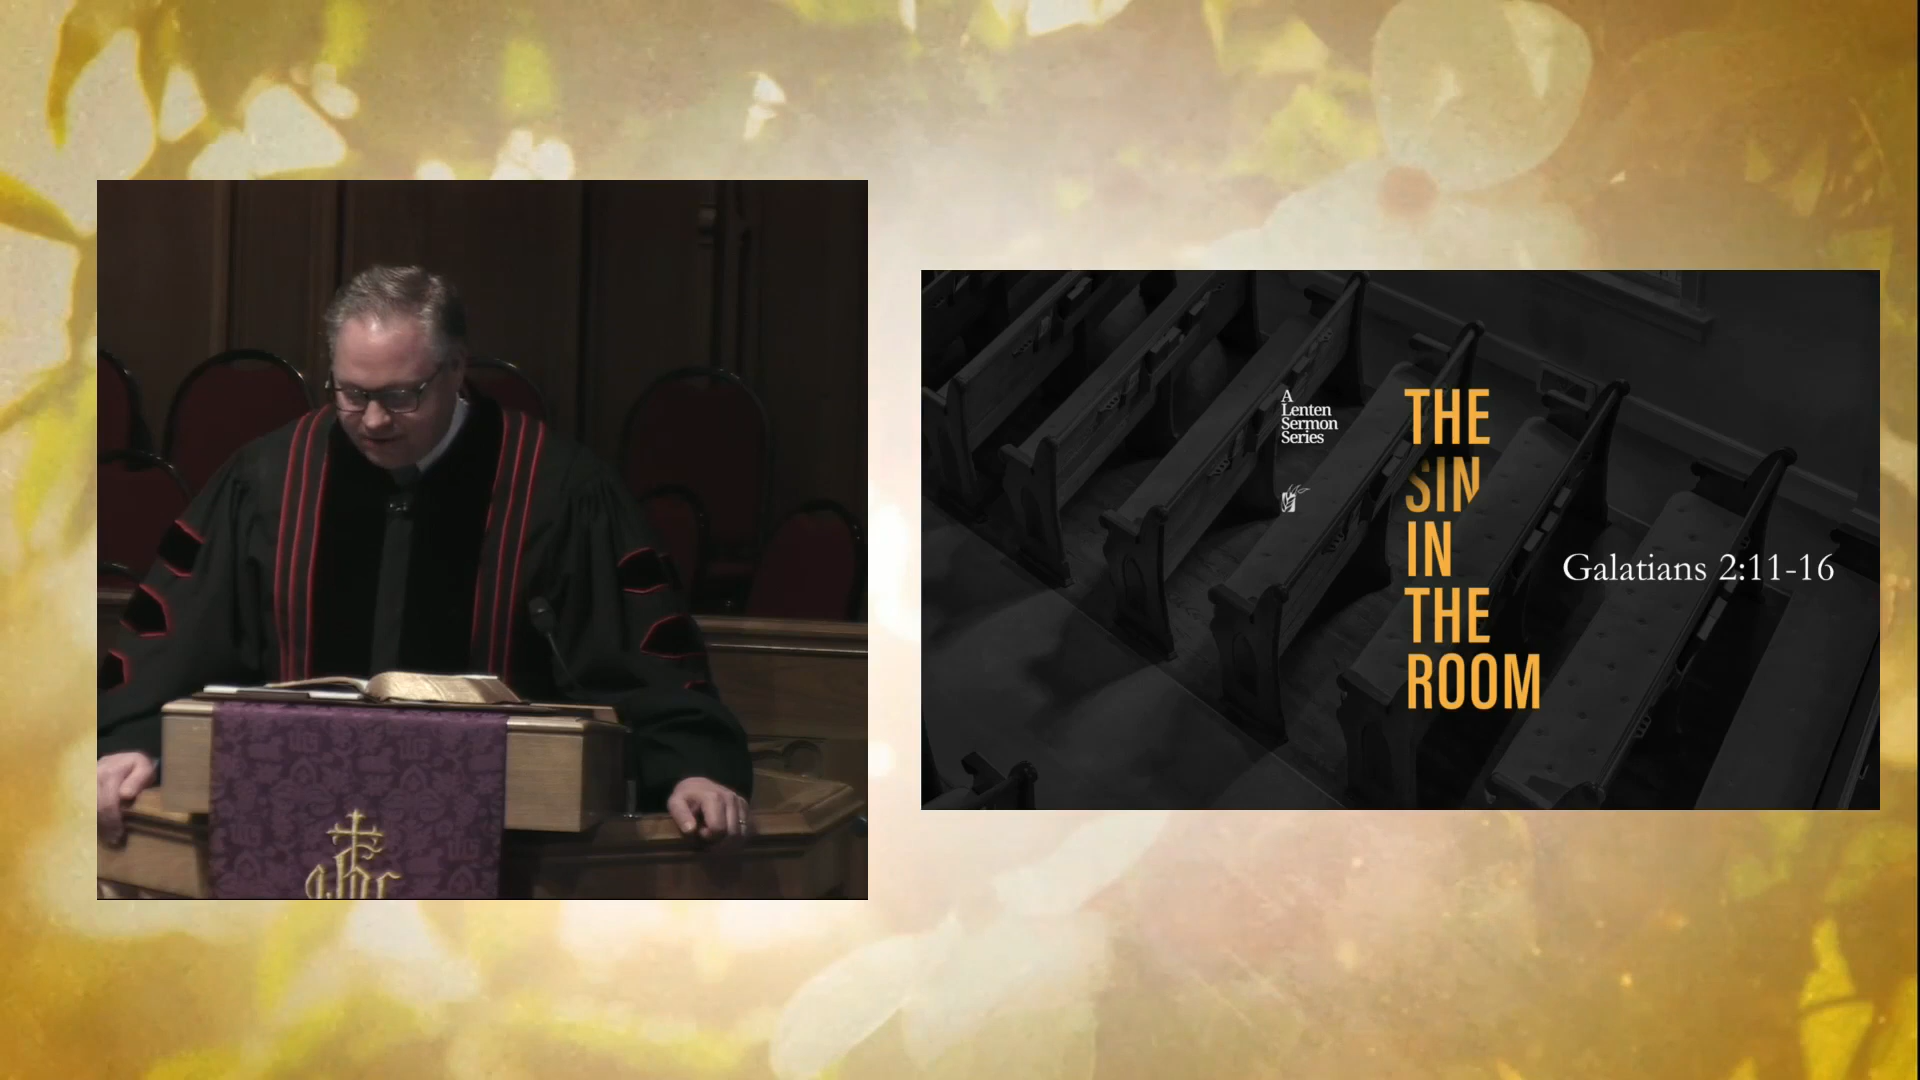 A
Lenten
Sermon
Series
THE
SIN
IN
THE
ROOM
Galatians 2:11-16